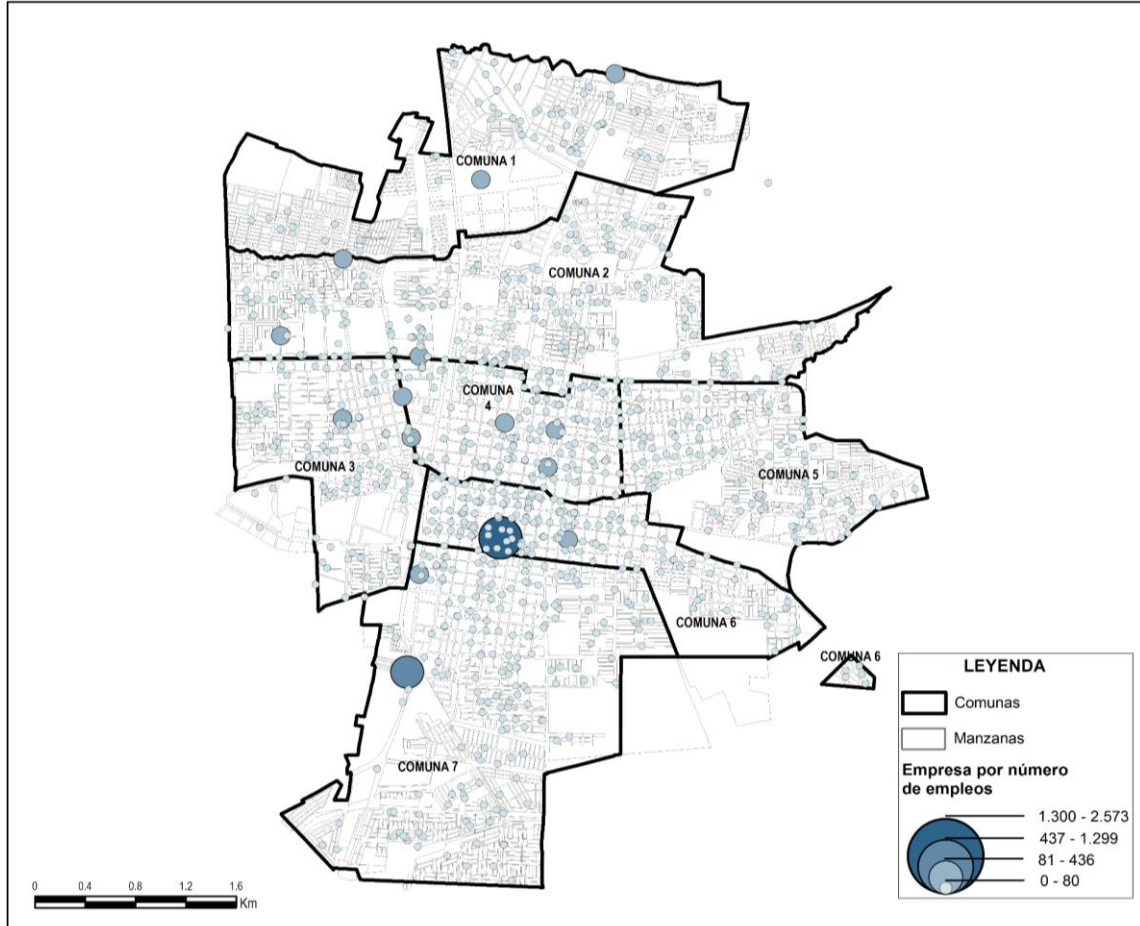 COMUNA 1
COMUNA 2
COMUNA
4
COMUNA 3
COMUNA 5
COMUNA 6
COMUNA 6
COMUNA 7
LEYENDA
Comunas
Manzanas
Empresa por número
de empleos
1.300 - 2.573
437 - 1.299
81 - 436
0 - 80
0 0.4 0.8 1.2 1.6
Km